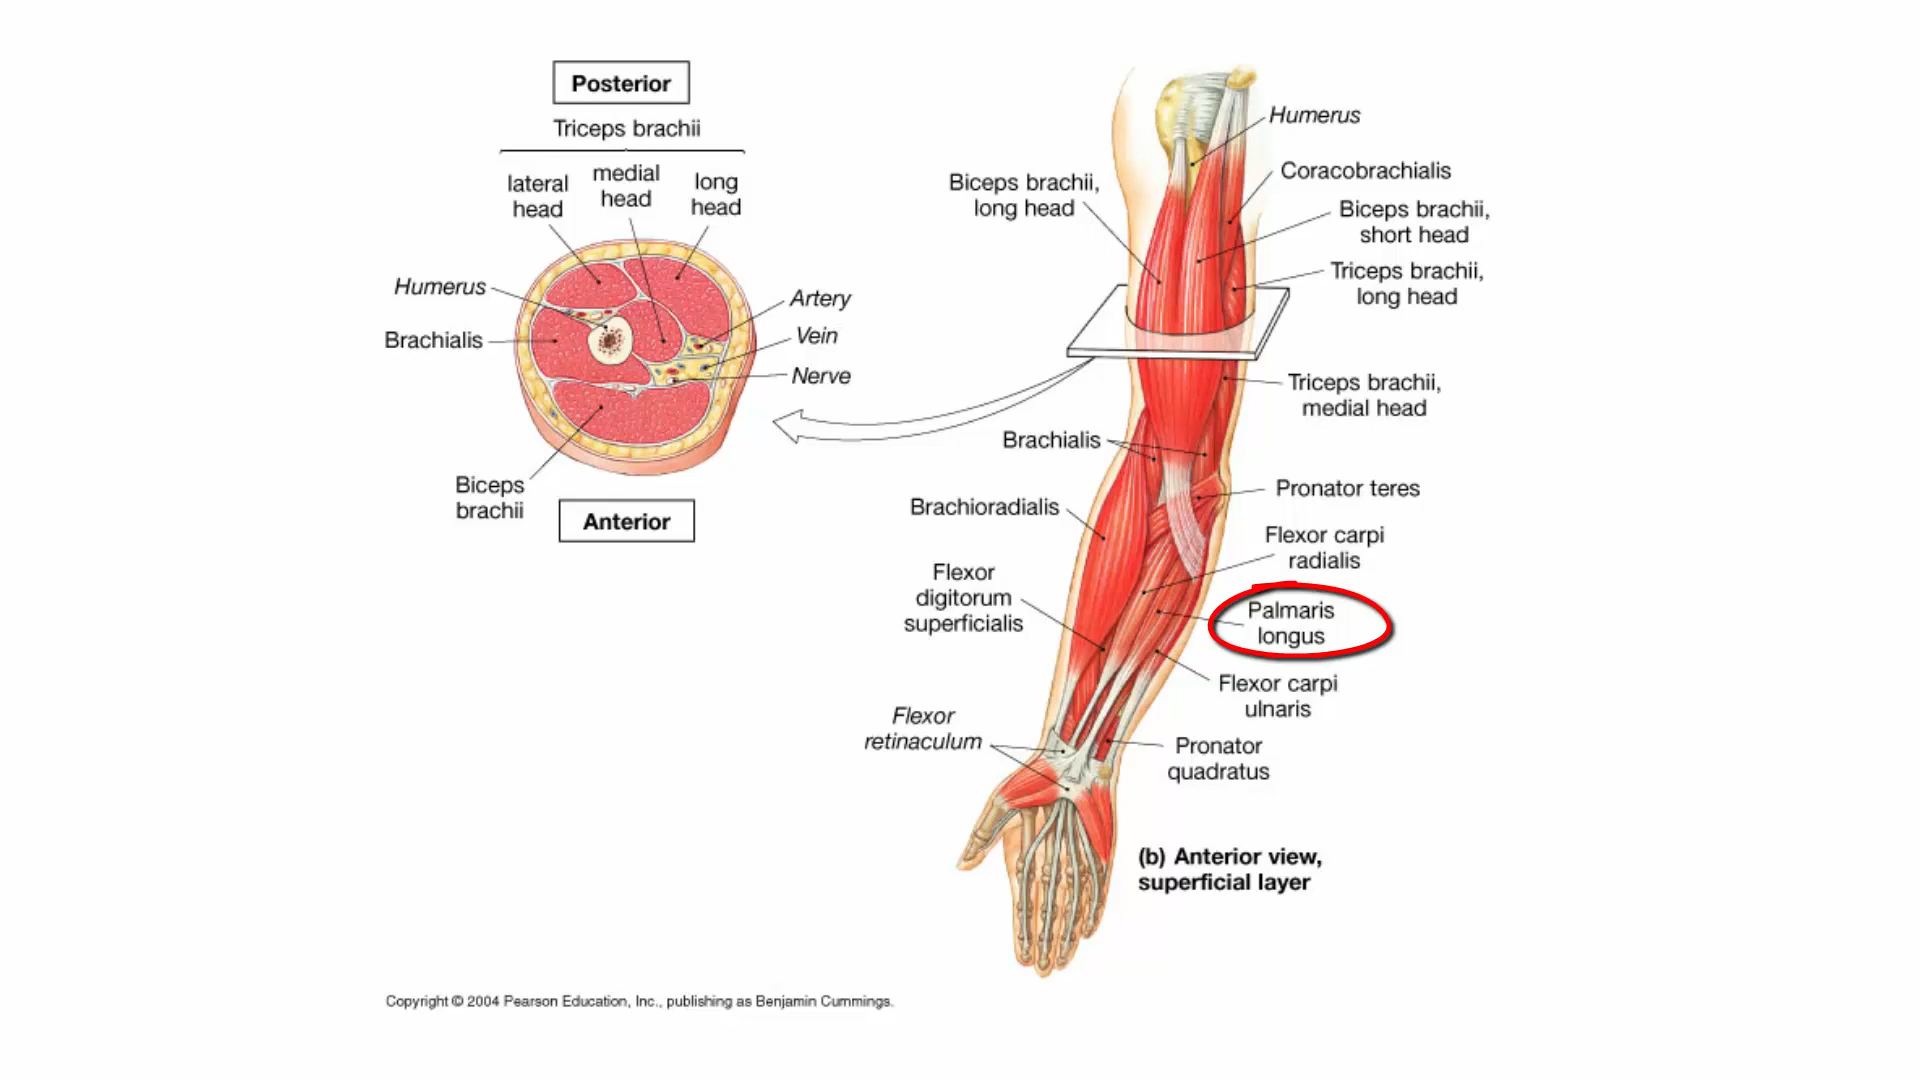 Posterior
Triceps brachii
lateral
head
medial
head
long
head
Humerus
Brachialis
Artery
Vein
Nerve
Biceps
brachii
Anterior
Humerus
Coracobrachialis
Biceps brachii,
long head
Biceps brachii,
short head
Triceps brachii,
long head
Triceps brachii,
medial head
Brachialis
Pronator teres
Brachioradialis
Flexor carpi
radialis
Flexor
digitorum
superficialis
Palmaris
longus
Flexor carpi
ulnaris
Flexor
retinaculum
Pronator
quadratus
(b) Anterior view,
superficial layer
Copyright © 2004 Pearson Education, Inc., publishing as Benjamin Cummings.